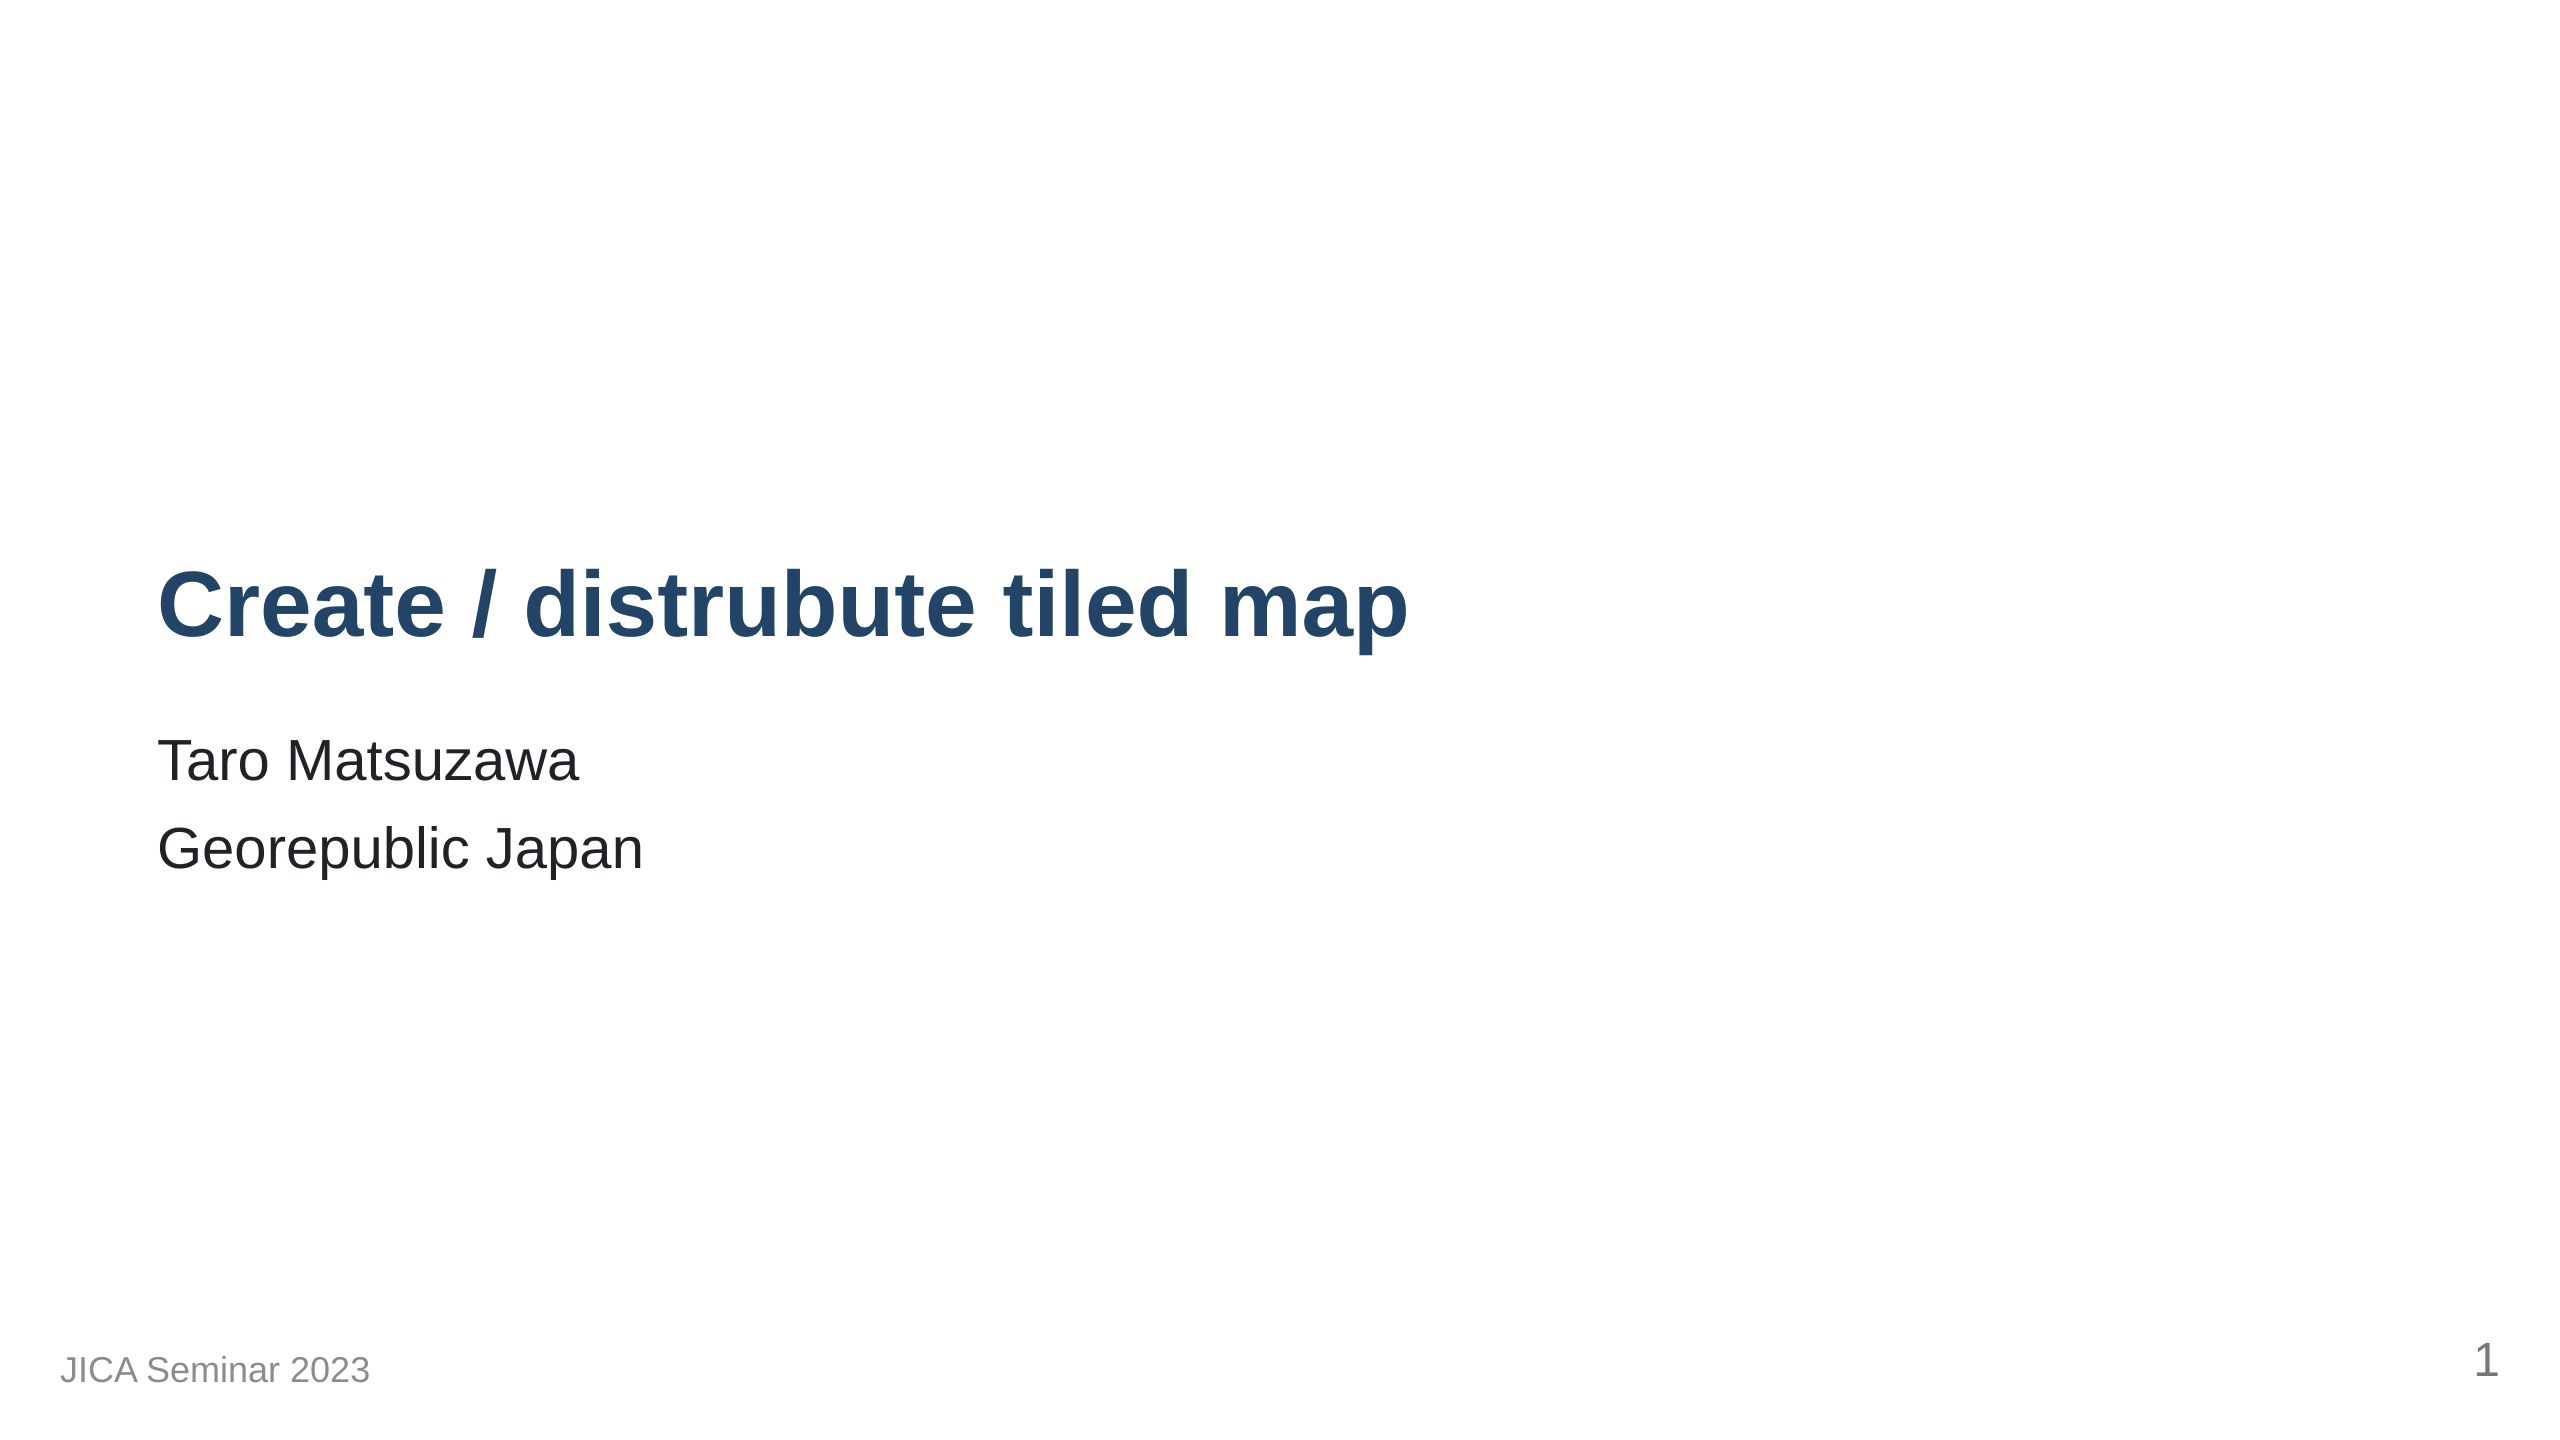 Create / distrubute tiled map
Taro Matsuzawa
Georepublic Japan
JICA Seminar 2023
1